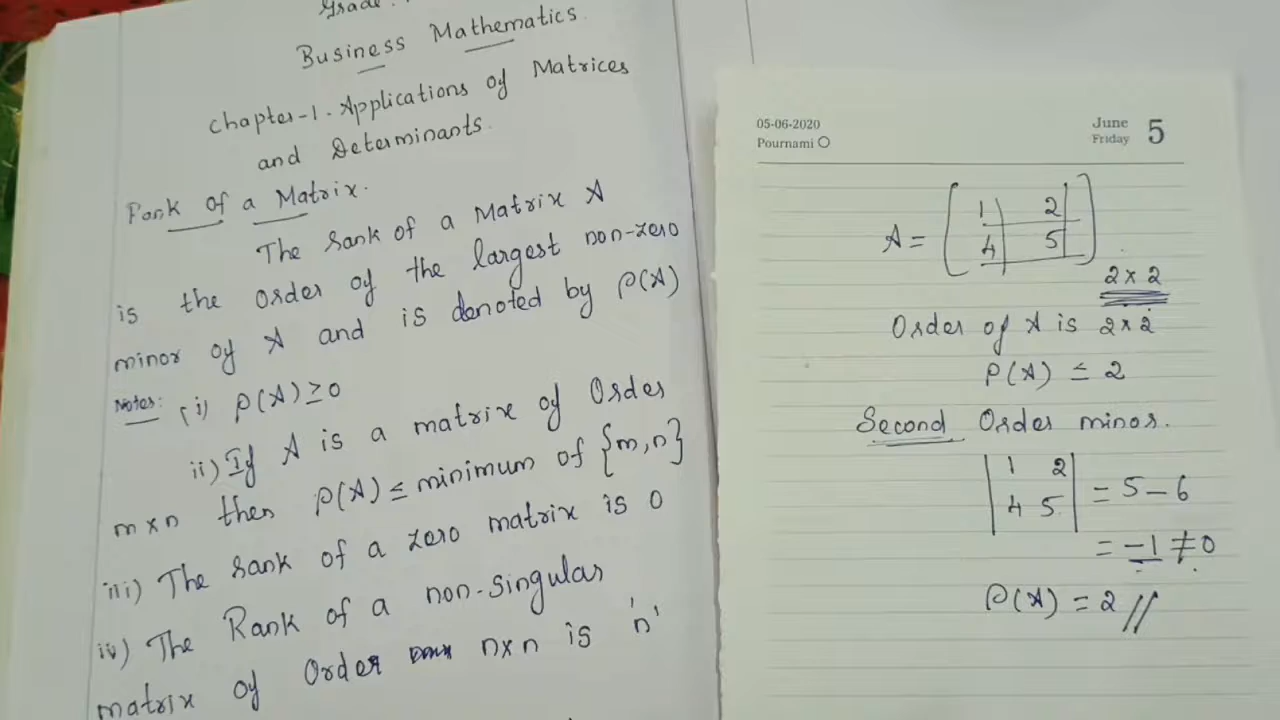 Grade.
Business Mathematics
Chapter-1. Applications of Matrices
and Determinants.
Rank of a Matrix.
The rank of a Matrix A
is the order of the largest non-zero
minor of A and is denoted by ρ(A)
Notes: (i) ρ(A) ≥ 0
ii) If A is a matrix of Order
m×n then ρ(A) ≤ minimum of {m,n}
iii) The rank of a zero matrix is 0
iv) The Rank of a non-singular
matrix of Order n×n is 'n'
05-06-2020
Pournami O
June
Friday 5
A = [ 1 2
4 5 ]
2 × 2
Order of A is 2×2
ρ(A) ≤ 2
Second Order minor.
| 1 2 |
| 4 5 | = 5 - 6
= -1 ≠ 0
ρ(A) = 2 //